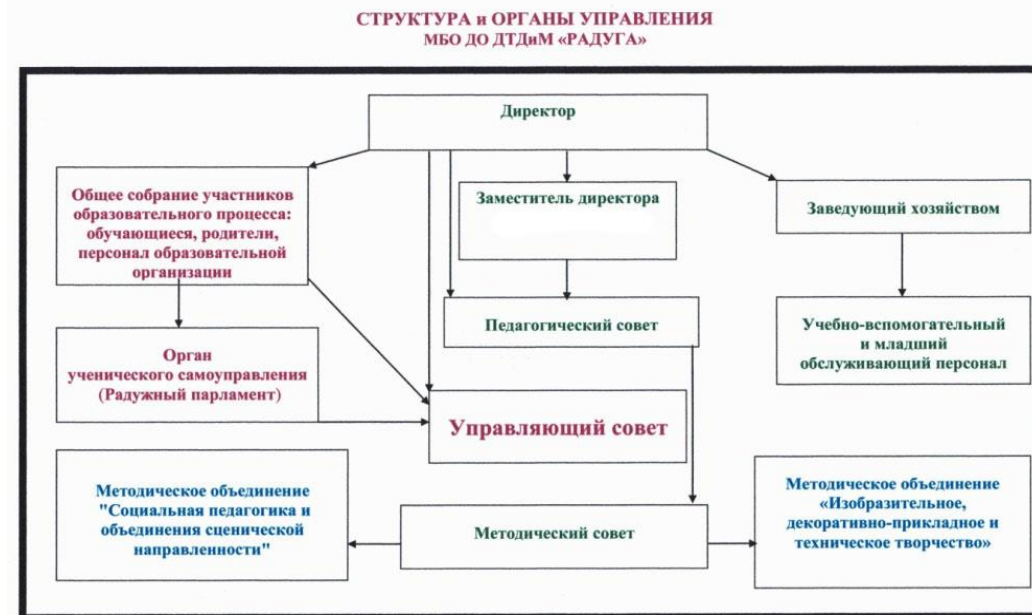 СТРУКТУРА и ОРГАНЫ УПРАВЛЕНИЯ
МБО ДО ДТДиМ «РАДУГА»
Директор
Общее собрание участников
образовательного процесса:
обучающиеся, родители,
персонал образовательной
организации
Заместитель директора
Заведующий хозяйством
Педагогический совет
Учебно-вспомогательный
и младший
обслуживающий персонал
Орган
ученического самоуправления
(Радужный парламент)
Управляющий совет
Методическое объединение
"Социальная педагогика и
объединения сценической
направленности"
Методический совет
Методическое объединение
«Изобразительное,
декоративно-прикладное и
техническое творчество»